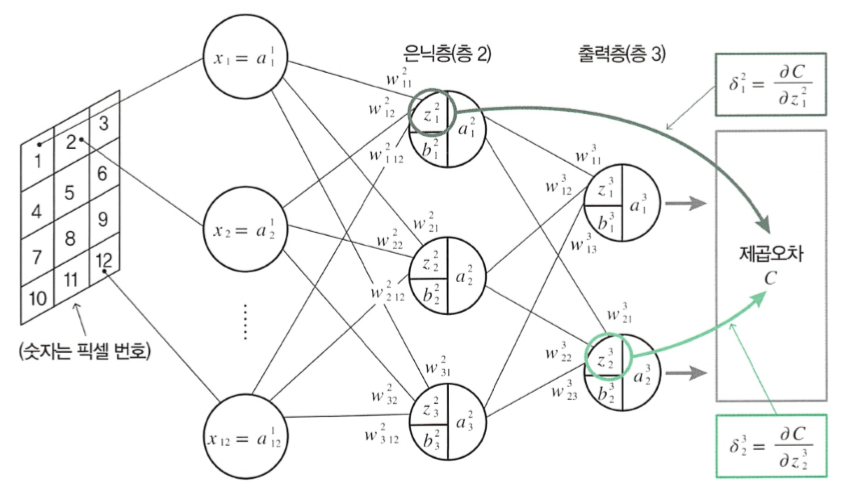 은닉층(층 2)
출력층(층 3)
x₁ = a¹₁
x₂ = a¹₂
x₁₂ = a¹₁₂
1
2
3
4
5
6
7
8
9
10
11
12
(숫자는 픽셀 번호)
w²₁₁
w²₁₂
w²₁ ₁₂
z²₁
a²₁
b²₁
w²₂₁
w²₂₂
w²₂ ₁₂
z²₂
a²₂
b²₂
w²₃₁
w²₃₂
w²₃ ₁₂
z²₃
a²₃
b²₃
w³₁₁
w³₁₂
w³₁₃
z³₁
a³₁
b³₁
w³₂₁
w³₂₂
w³₂₃
z³₂
a³₂
b³₂
δ²₁ = ∂C / ∂z²₁
제곱오차
C
δ³₂ = ∂C / ∂z³₂